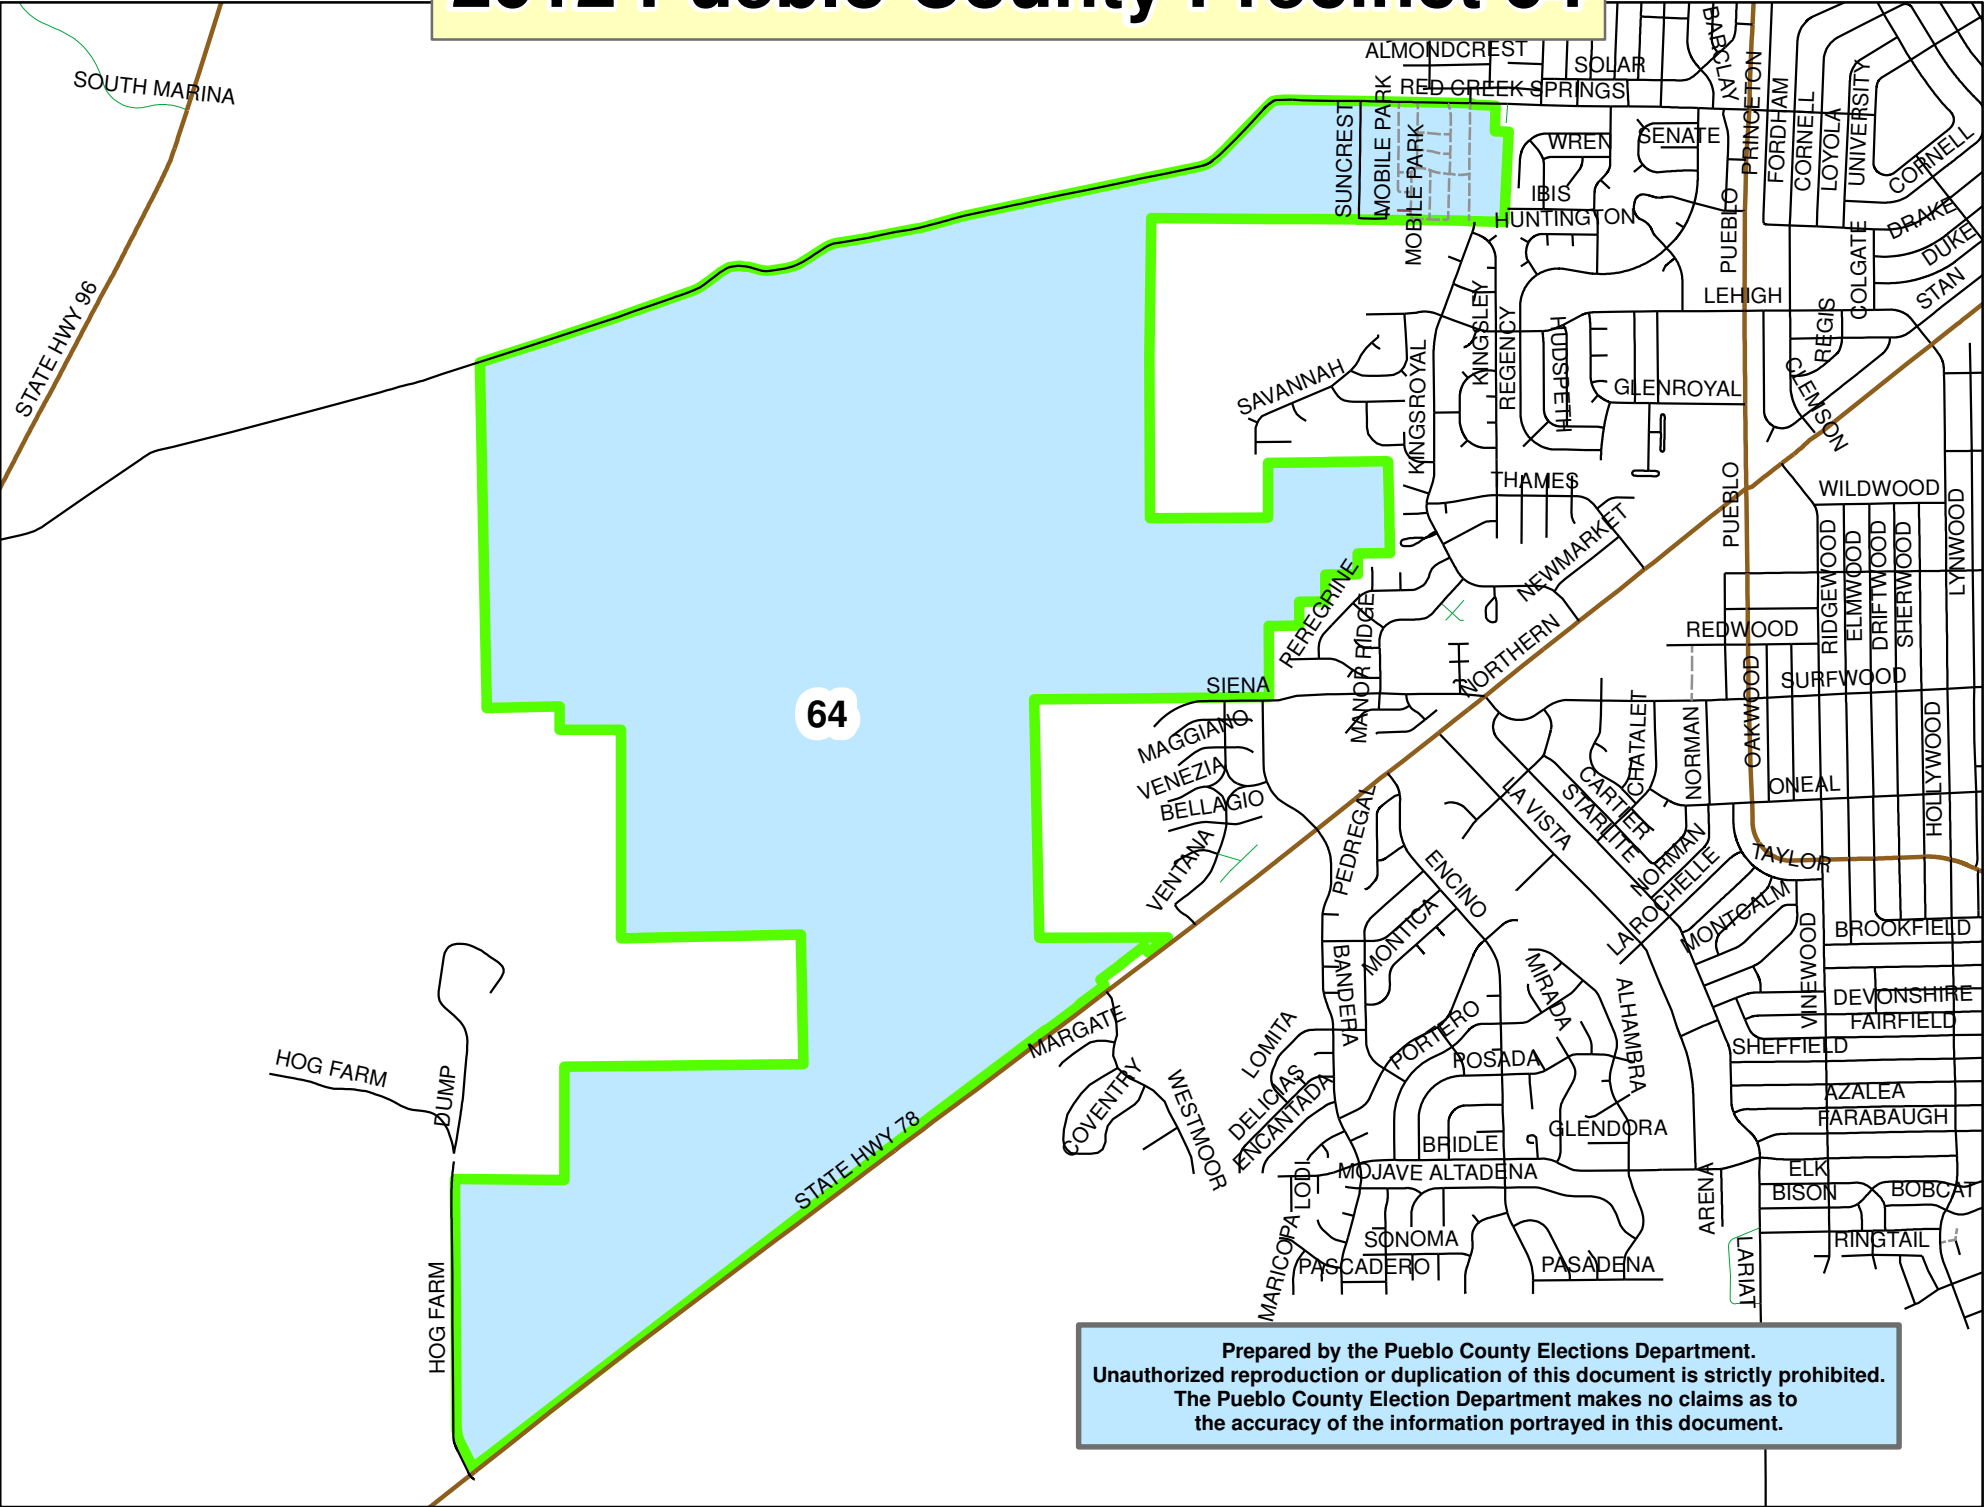 2012 Pueblo County Precinct 64
ALMONDCREST
SOLAR
BARCLAY
RED CREEK SPRINGS
SOUTH MARINA
STATE HWY 96
SUNCREST
MOBILE PARK
MOBILE PARK
WREN
SENATE
IBIS
HUNTINGTON
PUEBLO
PRINCETON
FORDHAM
CORNELL
LOYOLA
UNIVERSITY
CORNELL
DRAKE
DUKE
STAN
COLGATE
LEHIGH
REGIS
CLEMSON
KINGSLEY
REGENCY
HUDSPETH
GLENROYAL
SAVANNAH
KINGSROYAL
THAMES
NEWMARKET
PUEBLO
WILDWOOD
LYNWOOD
RIDGEWOOD
ELMWOOD
DRIFTWOOD
SHERWOOD
PEREGRINE
MANOR RIDGE
NORTHERN
REDWOOD
SURFWOOD
OAKWOOD
SIENA
64
MAGGIANO
VENEZIA
BELLAGIO
VENTANA
PEDREGAL
ENCINO
LA VISTA
STARLITE
CARTIER
CHATALET
NORMAN
NORMAN
LA ROCHELLE
MONTCALM
TAYLOR
ONEAL
HOLLYWOOD
BROOKFIELD
VINEWOOD
DEVONSHIRE
FAIRFIELD
SHEFFIELD
AZALEA
FARABAUGH
ELK
BISON
BOBCAT
RINGTAIL
LARIAT
ARENA
MONTICA
BANDERA
MIRADA
ALHAMBRA
PORTERO
POSADA
GLENDORA
BRIDLE
MOJAVE ALTADENA
LOMITA
DELICIAS
ENCANTADA
LODI
MARICOPA
SONOMA
PASCADERO
PASADENA
MARGATE
COVENTRY
WESTMOOR
STATE HWY 78
HOG FARM
DUMP
HOG FARM
Prepared by the Pueblo County Elections Department.
Unauthorized reproduction or duplication of this document is strictly prohibited.
The Pueblo County Election Department makes no claims as to
the accuracy of the information portrayed in this document.